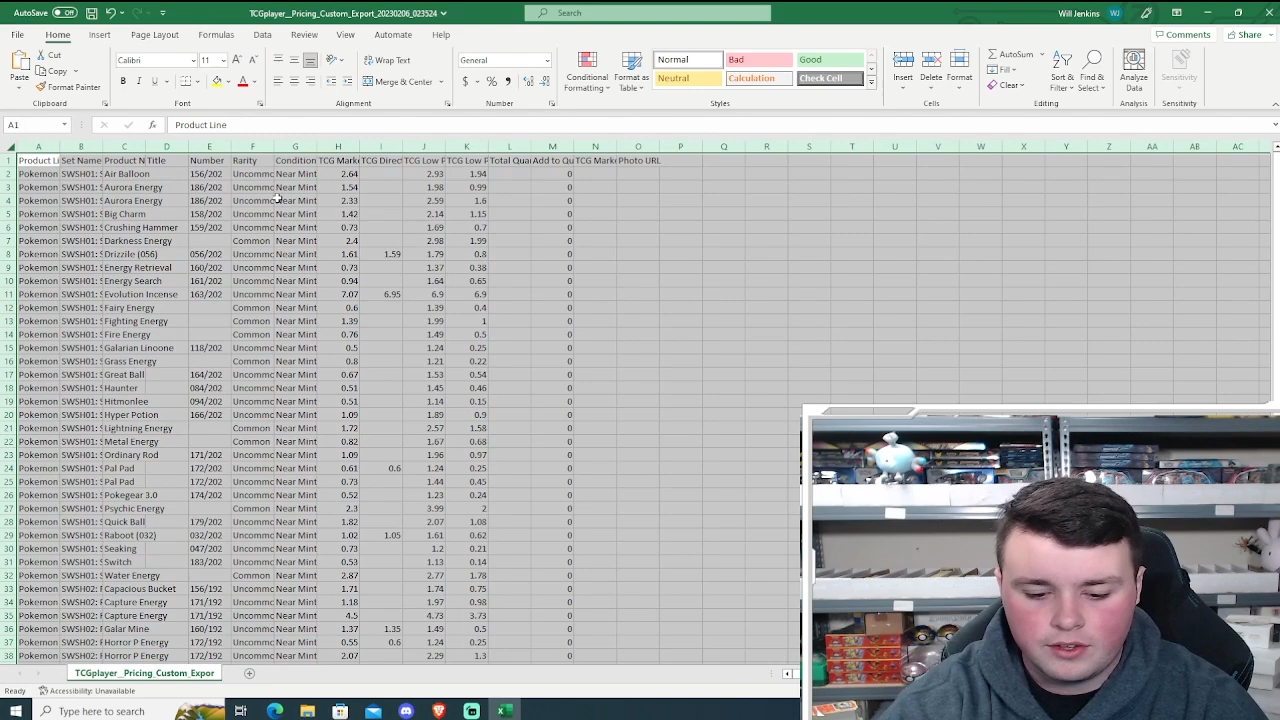 AutoSave Off TCGplayer__Pricing_Custom_Export_20230206_023524 Search Will Jenkins WJ
File Home Insert Page Layout Formulas Data Review View Automate Help Comments Share
Paste Cut Copy Format Painter Calibri 11 Wrap Text Merge & Center General Conditional Formatting Format as Table Normal Bad Good Neutral Calculation Check Cell Insert Delete Format AutoSum Fill Clear Sort & Filter Find & Select Analyze Data Sensitivity
Clipboard Font Alignment Number Styles Cells Editing Analysis Sensitivity
A1 fx Product Line
A B C D E F G H I J K L M N O P Q R S T U V W X Y Z AA AB AC
1 Product Li Set Name Product N Title Number Rarity Condition TCG Marke TCG Direct TCG Low P TCG Low P Total Quan Add to Qu TCG Marke Photo URL
2 Pokemon SWSH01: S Air Balloon 156/202 Uncommo Near Mint 2.64 2.93 1.94 0
3 Pokemon SWSH01: S Aurora Energy 186/202 Uncommo Near Mint 1.54 1.98 0.99 0
4 Pokemon SWSH01: S Aurora Energy 186/202 Uncommo Near Mint 2.33 2.59 1.6 0
5 Pokemon SWSH01: S Big Charm 158/202 Uncommo Near Mint 1.42 2.14 1.15 0
6 Pokemon SWSH01: S Crushing Hammer 159/202 Uncommo Near Mint 0.73 1.69 0.7 0
7 Pokemon SWSH01: S Darkness Energy Common Near Mint 2.4 2.98 1.99 0
8 Pokemon SWSH01: S Drizzile (056) 056/202 Uncommo Near Mint 1.61 1.59 1.79 0.8 0
9 Pokemon SWSH01: S Energy Retrieval 160/202 Uncommo Near Mint 0.73 1.37 0.38 0
10 Pokemon SWSH01: S Energy Search 161/202 Uncommo Near Mint 0.94 1.64 0.65 0
11 Pokemon SWSH01: S Evolution Incense 163/202 Uncommo Near Mint 7.07 6.95 6.9 6.9 0
12 Pokemon SWSH01: S Fairy Energy Common Near Mint 0.6 1.39 0.4 0
13 Pokemon SWSH01: S Fighting Energy Common Near Mint 1.39 1.99 1 0
14 Pokemon SWSH01: S Fire Energy Common Near Mint 0.76 1.49 0.5 0
15 Pokemon SWSH01: S Galarian Linoone 118/202 Uncommo Near Mint 0.5 1.24 0.25 0
16 Pokemon SWSH01: S Grass Energy Common Near Mint 0.8 1.21 0.22 0
17 Pokemon SWSH01: S Great Ball 164/202 Uncommo Near Mint 0.67 1.53 0.54 0
18 Pokemon SWSH01: S Haunter 084/202 Uncommo Near Mint 0.51 1.45 0.46 0
19 Pokemon SWSH01: S Hitmonlee 094/202 Uncommo Near Mint 0.51 1.14 0.15 0
20 Pokemon SWSH01: S Hyper Potion 166/202 Uncommo Near Mint 1.09 1.89 0.9 0
21 Pokemon SWSH01: S Lightning Energy Common Near Mint 1.72 2.57 1.58 0
22 Pokemon SWSH01: S Metal Energy Common Near Mint 0.82 1.67 0.68 0
23 Pokemon SWSH01: S Ordinary Rod 171/202 Uncommo Near Mint 1.09 1.96 0.97 0
24 Pokemon SWSH01: S Pal Pad 172/202 Uncommo Near Mint 0.61 0.6 1.24 0.25 0
25 Pokemon SWSH01: S Pal Pad 172/202 Uncommo Near Mint 0.73 1.44 0.45 0
26 Pokemon SWSH01: S Pokegear 3.0 174/202 Uncommo Near Mint 0.52 1.23 0.24 0
27 Pokemon SWSH01: S Psychic Energy Common Near Mint 2.3 3.99 2 0
28 Pokemon SWSH01: S Quick Ball 179/202 Uncommo Near Mint 1.82 2.07 1.08 0
29 Pokemon SWSH01: S Raboot (032) 032/202 Uncommo Near Mint 1.02 1.05 1.61 0.62 0
30 Pokemon SWSH01: S Seaking 047/202 Uncommo Near Mint 0.73 1.2 0.21 0
31 Pokemon SWSH01: S Switch 183/202 Uncommo Near Mint 0.53 1.13 0.14 0
32 Pokemon SWSH01: S Water Energy Common Near Mint 2.87 2.77 1.78 0
33 Pokemon SWSH02: R Capacious Bucket 156/192 Uncommo Near Mint 1.71 1.74 0.75 0
34 Pokemon SWSH02: R Capture Energy 171/192 Uncommo Near Mint 1.18 1.97 0.98 0
35 Pokemon SWSH02: R Capture Energy 171/192 Uncommo Near Mint 4.5 4.73 3.73 0
36 Pokemon SWSH02: R Galar Mine 160/192 Uncommo Near Mint 1.37 1.35 1.49 0.5 0
37 Pokemon SWSH02: R Horror P Energy 172/192 Uncommo Near Mint 0.55 0.6 1.24 0.25 0
38 Pokemon SWSH02: R Horror P Energy 172/192 Uncommo Near Mint 2.07 2.29 1.3 0
TCGplayer__Pricing_Custom_Expor
Ready Accessibility: Unavailable
Type here to search